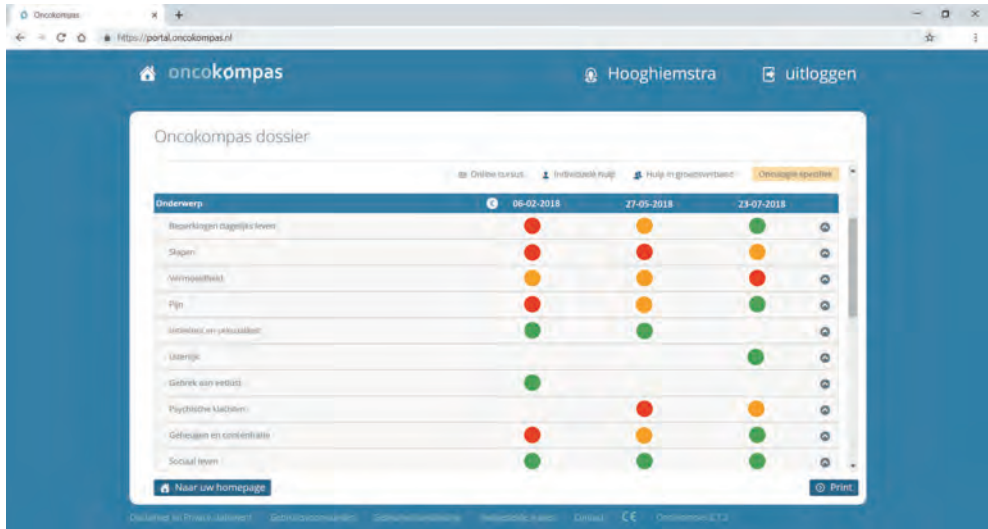 Oncokompas
https://portal.oncokompas.nl
oncokompas
Hooghiemstra
uitloggen
Oncokompas dossier
Online cursus
Individuele hulp
Hulp in groepsverband
Oncologie specifiek
Onderwerp 06-02-2018 27-05-2018 23-07-2018
Beperkingen dagelijks leven
Slapen
Vermoeidheid
Pijn
Intimiteit en seksualiteit
Uiterlijk
Gebrek aan eetlust
Psychische klachten
Geheugen en concentratie
Sociaal leven
Naar uw homepage
Print
Disclaimer en Privacy statement Gebruiksvoorwaarden Contact CE